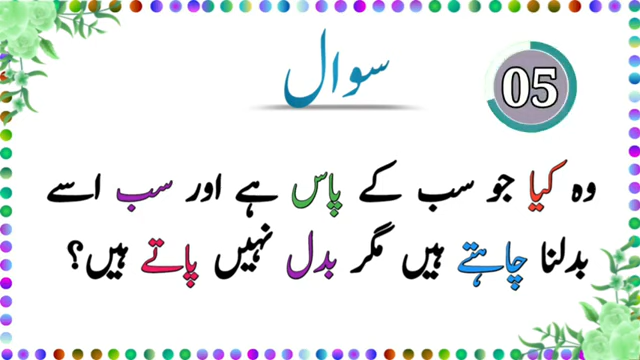 سوال
05
وہ کیا جو سب کے پاس ہے اور سب اسے
بدلنا چاہتے ہیں مگر بدل نہیں پاتے ہیں؟